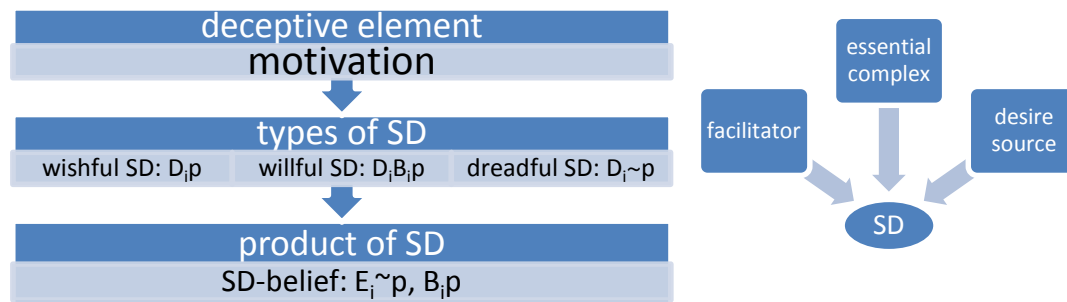 deceptive element
motivation
types of SD
wishful SD: Dᵢp
willful SD: DᵢBᵢp
dreadful SD: Dᵢ~p
product of SD
SD-belief: Eᵢ~p, Bᵢp
essential
complex
facilitator
desire
source
SD